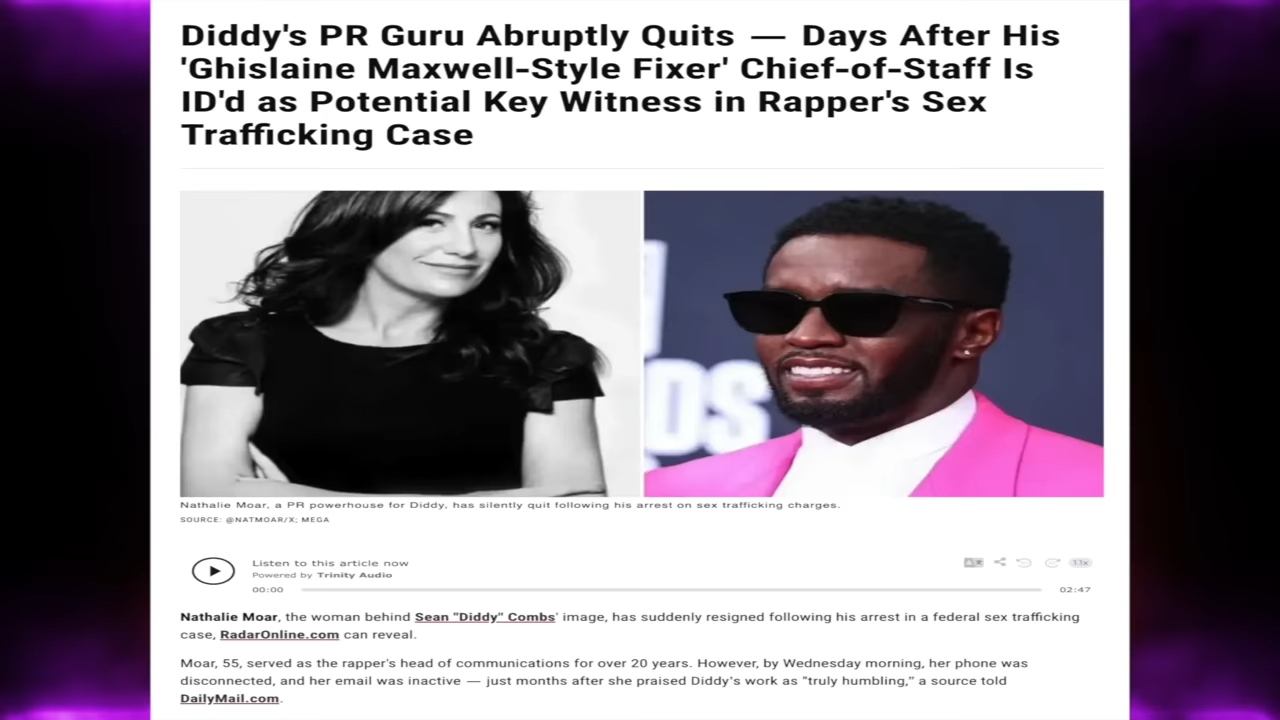 Diddy's PR Guru Abruptly Quits — Days After His
'Ghislaine Maxwell-Style Fixer' Chief-of-Staff Is
ID'd as Potential Key Witness in Rapper's Sex
Trafficking Case
Nathalie Moar, a PR powerhouse for Diddy, has silently quit following his arrest on sex trafficking charges.
SOURCE: @NATMOAR/X; MEGA
Listen to this article now
Powered by Trinity Audio
00:00
02:47
Nathalie Moar, the woman behind Sean "Diddy" Combs' image, has suddenly resigned following his arrest in a federal sex trafficking
case, RadarOnline.com can reveal.
Moar, 55, served as the rapper's head of communications for over 20 years. However, by Wednesday morning, her phone was
disconnected, and her email was inactive — just months after she praised Diddy's work as "truly humbling," a source told
DailyMail.com.